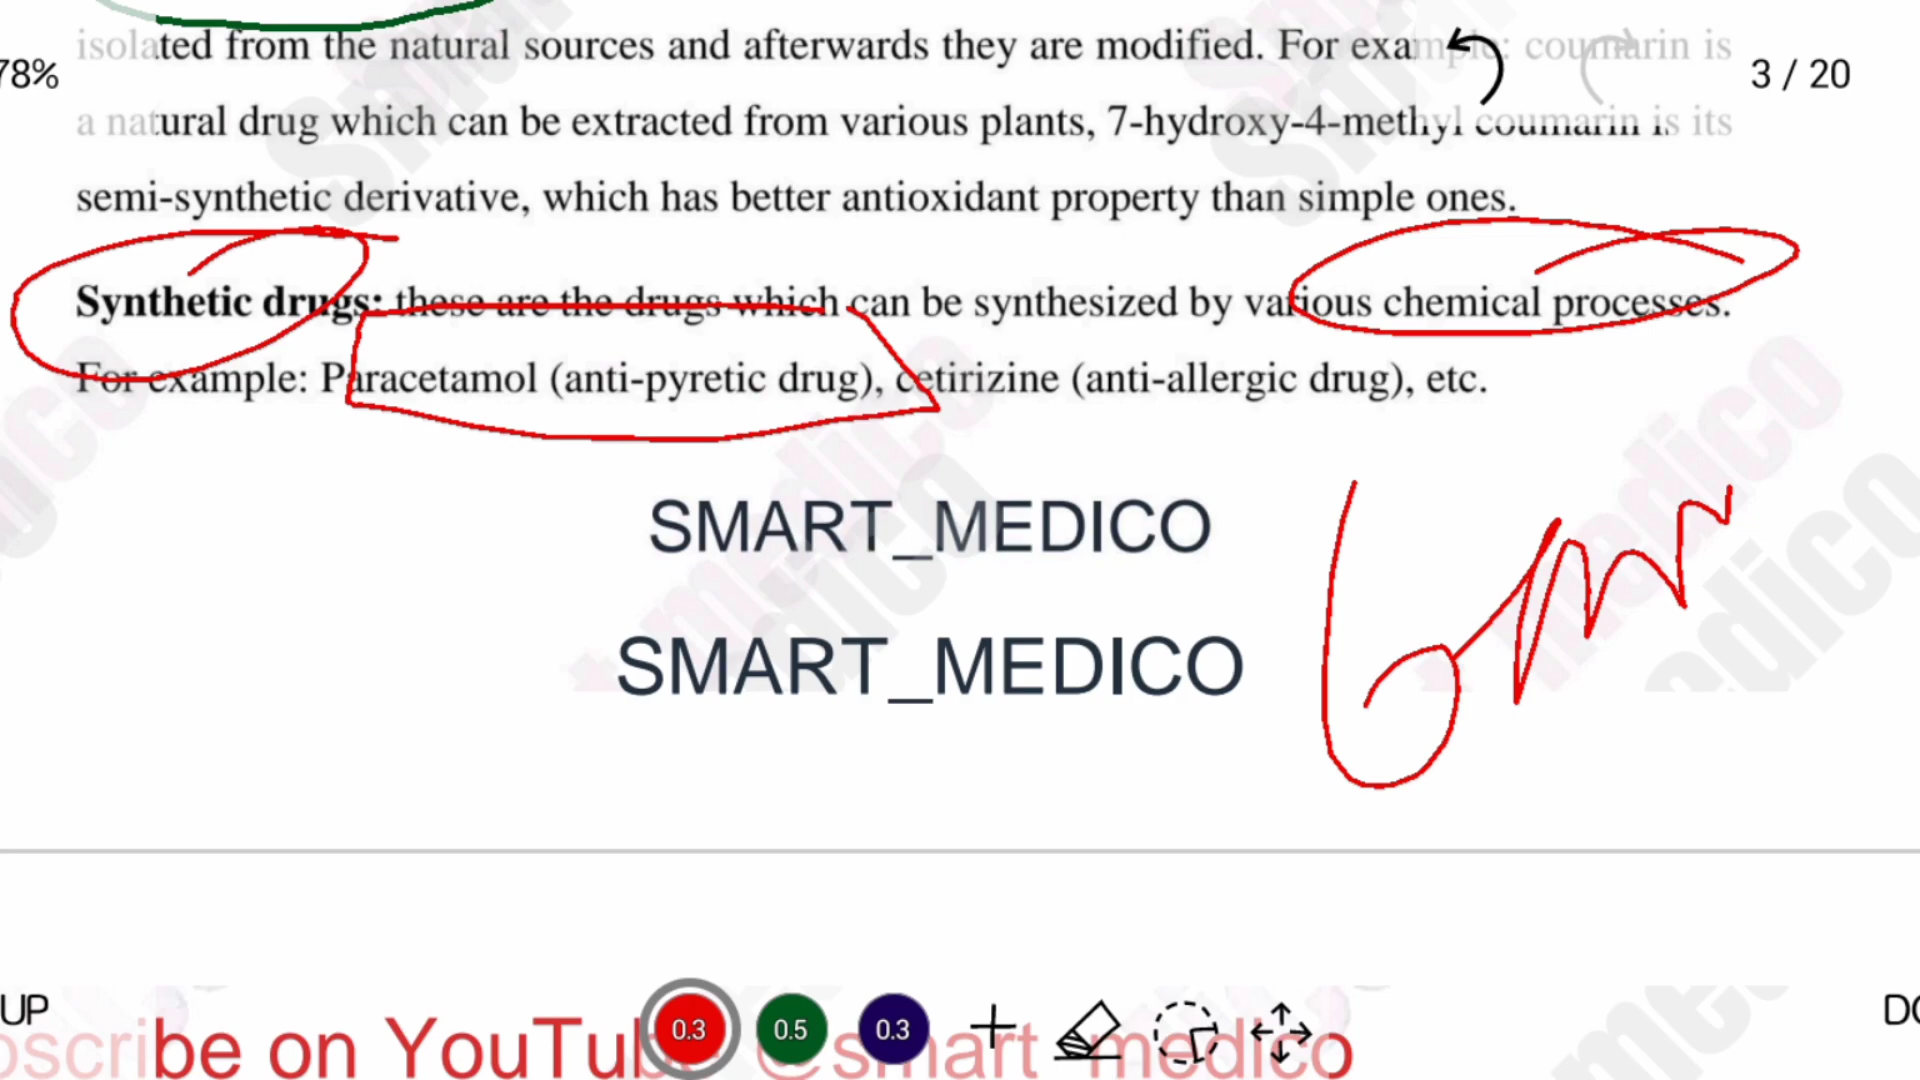 isolated from the natural sources and afterwards they are modified. For example: coumarin is
78%
3 / 20
a natural drug which can be extracted from various plants, 7-hydroxy-4-methyl coumarin is its
semi-synthetic derivative, which has better antioxidant property than simple ones.
Synthetic drugs: these are the drugs which can be synthesized by various chemical processes.
For example: Paracetamol (anti-pyretic drug), cetirizine (anti-allergic drug), etc.
SMART_MEDICO
SMART_MEDICO
UP
be on YouTube @smart_medico
0.3 0.5 0.3